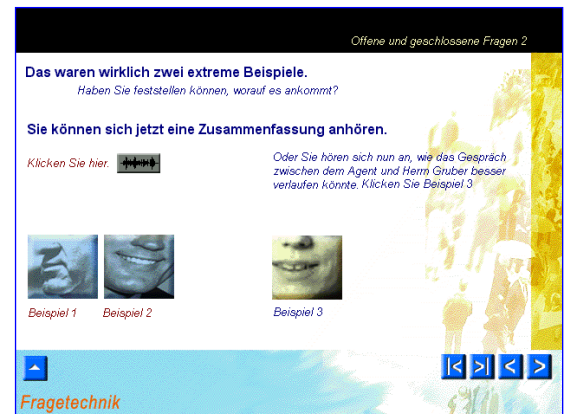 Offene und geschlossene Fragen 2
Das waren wirklich zwei extreme Beispiele.
Haben Sie feststellen können, worauf es ankommt?
Sie können sich jetzt eine Zusammenfassung anhören.
Klicken Sie hier.
Oder Sie hören sich nun an, wie das Gespräch
zwischen dem Agent und Herrn Gruber besser
verlaufen könnte. Klicken Sie Beispiel 3
Beispiel 1
Beispiel 2
Beispiel 3
Fragetechnik